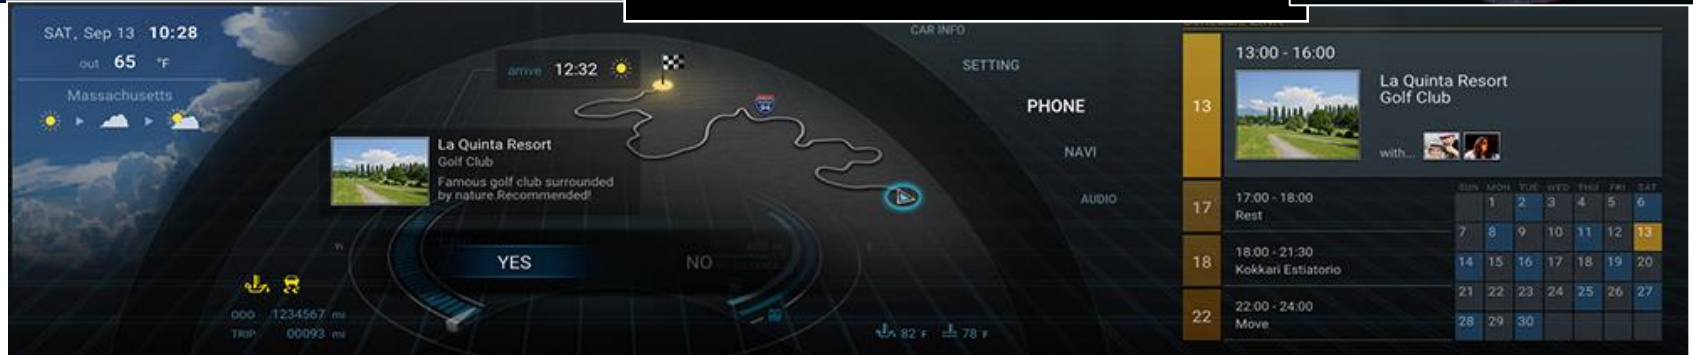 SAT, Sep 13 10:28
out 65 °F
Massachusetts
arrive 12:32
94
La Quinta Resort
Golf Club
Famous golf club surrounded
by nature.Recommended!
YES
NO
ODO 1234567 mi
TRIP 00093 mi
82 °F 78 °F
CAR INFO
SETTING
PHONE
NAVI
AUDIO
13
13:00 - 16:00
La Quinta Resort
Golf Club
with...
17
17:00 - 18:00
Rest
18
18:00 - 21:30
Kokkari Estiatorio
22
22:00 - 24:00
Move
SUN MON TUE WED THU FRI SAT
1 2 3 4 5 6
7 8 9 10 11 12 13
14 15 16 17 18 19 20
21 22 23 24 25 26 27
28 29 30